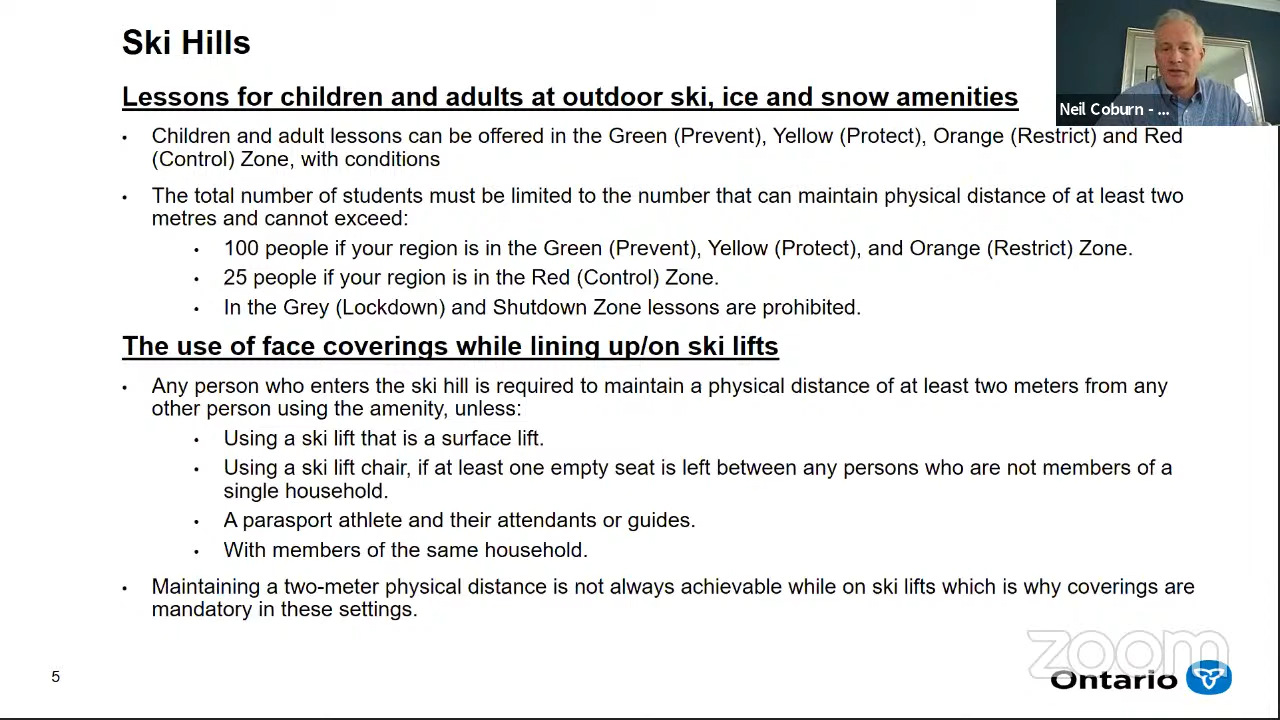 Ski Hills
Neil Coburn - ...
Lessons for children and adults at outdoor ski, ice and snow amenities
• Children and adult lessons can be offered in the Green (Prevent), Yellow (Protect), Orange (Restrict) and Red
(Control) Zone, with conditions
• The total number of students must be limited to the number that can maintain physical distance of at least two
metres and cannot exceed:
• 100 people if your region is in the Green (Prevent), Yellow (Protect), and Orange (Restrict) Zone.
• 25 people if your region is in the Red (Control) Zone.
• In the Grey (Lockdown) and Shutdown Zone lessons are prohibited.
The use of face coverings while lining up/on ski lifts
• Any person who enters the ski hill is required to maintain a physical distance of at least two meters from any
other person using the amenity, unless:
• Using a ski lift that is a surface lift.
• Using a ski lift chair, if at least one empty seat is left between any persons who are not members of a
single household.
• A parasport athlete and their attendants or guides.
• With members of the same household.
• Maintaining a two-meter physical distance is not always achievable while on ski lifts which is why coverings are
mandatory in these settings.
zoom
5
Ontario